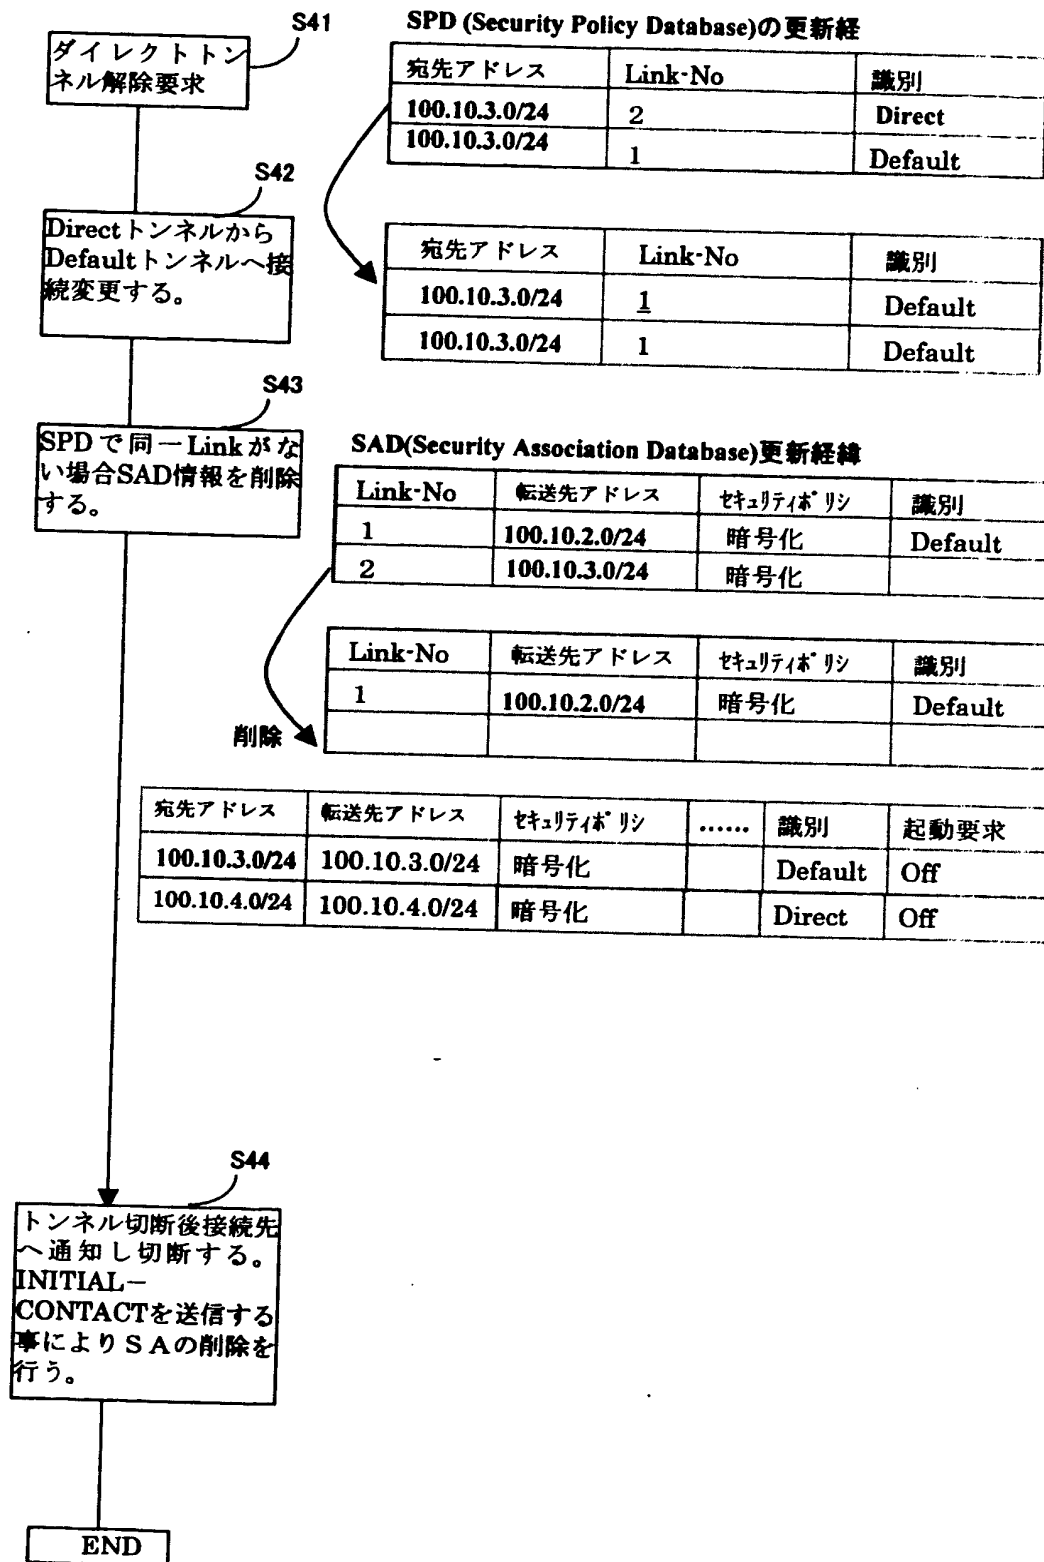 S41
ダイレクトトン
ネル解除要求
SPD (Security Policy Database)の更新経
宛先アドレス Link-No 識別
100.10.3.0/24 2 Direct
100.10.3.0/24 1 Default
S42
Directトンネルから
Defaultトンネルへ接
続変更する。
宛先アドレス Link-No 識別
100.10.3.0/24 1 Default
100.10.3.0/24 1 Default
S43
SPDで同一Linkがな
い場合SAD情報を削除
する。
SAD(Security Association Database)更新経緯
Link-No 転送先アドレス セキュリティポリシ 識別
1 100.10.2.0/24 暗号化 Default
2 100.10.3.0/24 暗号化
Link-No 転送先アドレス セキュリティポリシ 識別
1 100.10.2.0/24 暗号化 Default
削除
宛先アドレス 転送先アドレス セキュリティポリシ …… 識別 起動要求
100.10.3.0/24 100.10.3.0/24 暗号化 Default Off
100.10.4.0/24 100.10.4.0/24 暗号化 Direct Off
S44
トンネル切断後接続先
へ通知し切断する。
INITIAL−
CONTACTを送信する
事によりSAの削除を
行う。
END